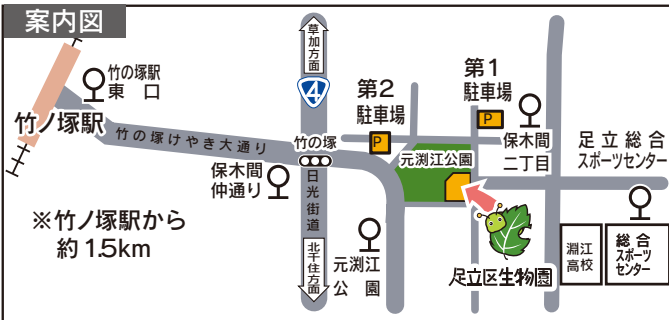 案内図
草加方面
4
竹の塚駅
東口
竹ノ塚駅
竹の塚けやき大通り
竹の塚
保木間
仲通り
日光街道
北千住方面
第2
駐車場
P
第1
駐車場
P
保木間
二丁目
元渕江公園
足立総合
スポーツセンター
元渕江
公園
足立区生物園
淵江
高校
総合
スポーツ
センター
※竹ノ塚駅から
約1.5km